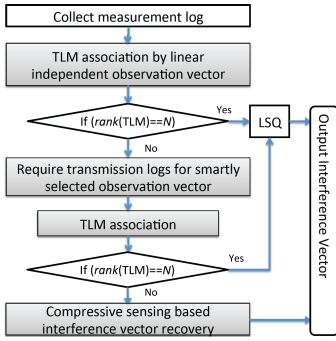 Collect measurement log
TLM association by linear
independent observation vector
If (rank(TLM)==N)
Yes
LSQ
No
Require transmission logs for smartly
selected observation vector
TLM association
If (rank(TLM)==N)
Yes
No
Compressive sensing based
interference vector recovery
Output Interference Vector